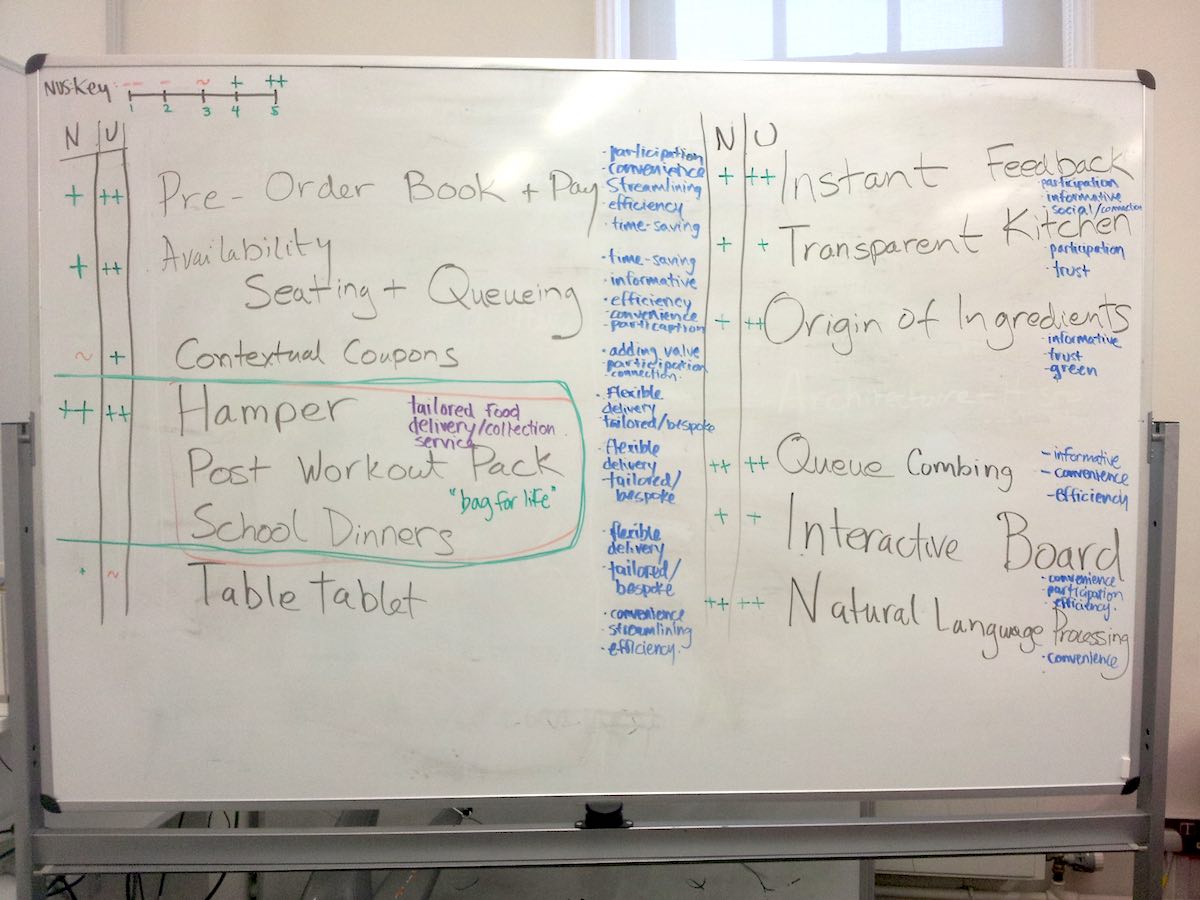 NUS-Key: -- - ~ + ++
1 2 3 4 5
N U
+ ++ Pre-Order Book + Pay
• participation
• convenience
Streamlining
• efficiency
• time-saving
+ ++ Availability
Seating + Queueing
• time-saving
• informative
• efficiency
• convenience
• particaption
~ + Contextual Coupons
• adding value
participation
connection.
++ ++ Hamper
tailored food
delivery/collection
service
• flexible
delivery
tailored/bespoke
Post Workout Pack
"bag for life"
• flexible
delivery
- tailored/
bespoke
School Dinners
• flexible
delivery
• tailored/
bespoke
+ ~ Table tablet
• convenience
• streamlining
• efficiency.
N U
+ ++ Instant Feedback
• participation
• informative
• social/connection
+ + Transparent Kitchen
• participation
• trust
+ ++ Origin of Ingredients
• informative
• trust
• green
++ ++ Queue Combing
- informative
- convenience
- efficiency
+ + Interactive Board
• convenience
participation
• efficiency.
++ ++ Natural Language Processing
• convenience